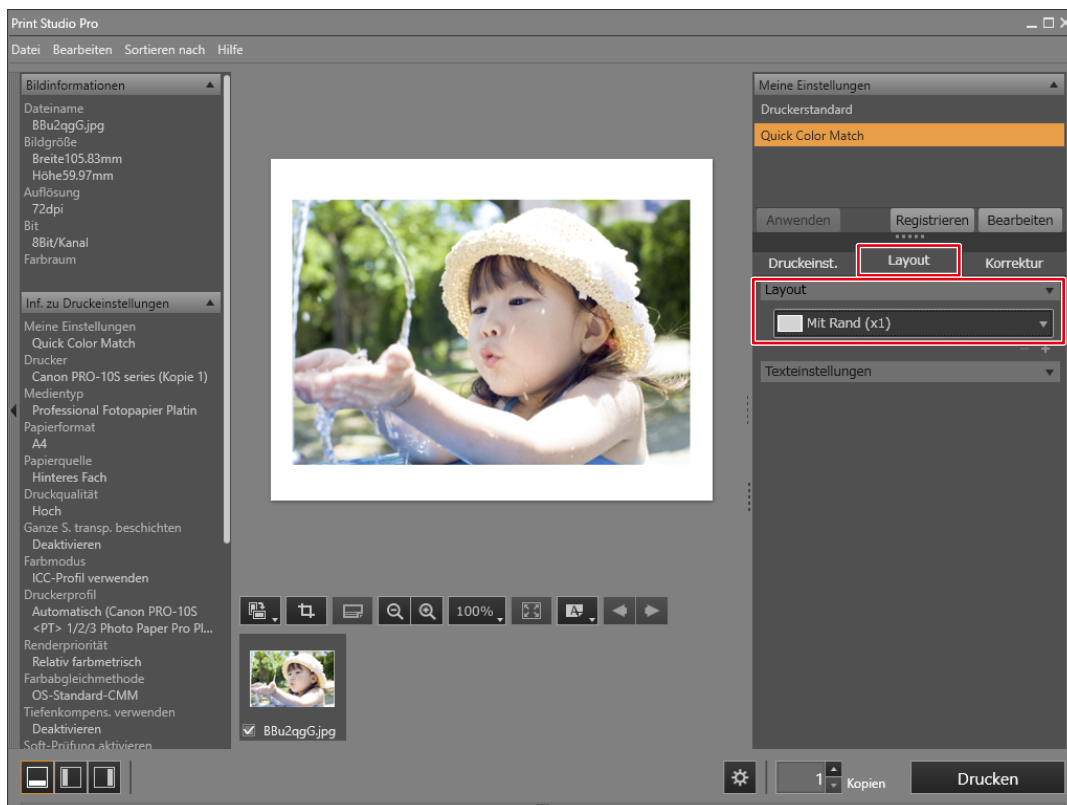 Print Studio Pro
Datei Bearbeiten Sortieren nach Hilfe
Bildinformationen
Dateiname
BBu2qgG.jpg
Bildgröße
Breite105.83mm
Höhe59.97mm
Auflösung
72dpi
Bit
8Bit/Kanal
Farbraum
Inf. zu Druckeinstellungen
Meine Einstellungen
Quick Color Match
Drucker
Canon PRO-10S series (Kopie 1)
Medientyp
Professional Fotopapier Platin
Papierformat
A4
Papierquelle
Hinteres Fach
Druckqualität
Hoch
Ganze S. transp. beschichten
Deaktivieren
Farbmodus
ICC-Profil verwenden
Druckerprofil
Automatisch (Canon PRO-10S
<PT> 1/2/3 Photo Paper Pro Pl...
Renderpriorität
Relativ farbmetrisch
Farbabgleichmethode
OS-Standard-CMM
Tiefenkompens. verwenden
Deaktivieren
Soft-Prüfung aktivieren
100%
BBu2qgG.jpg
Meine Einstellungen
Druckerstandard
Quick Color Match
Anwenden Registrieren Bearbeiten
Druckeinst. Layout Korrektur
Layout
Mit Rand (x1)
Texteinstellungen
1 Kopien Drucken